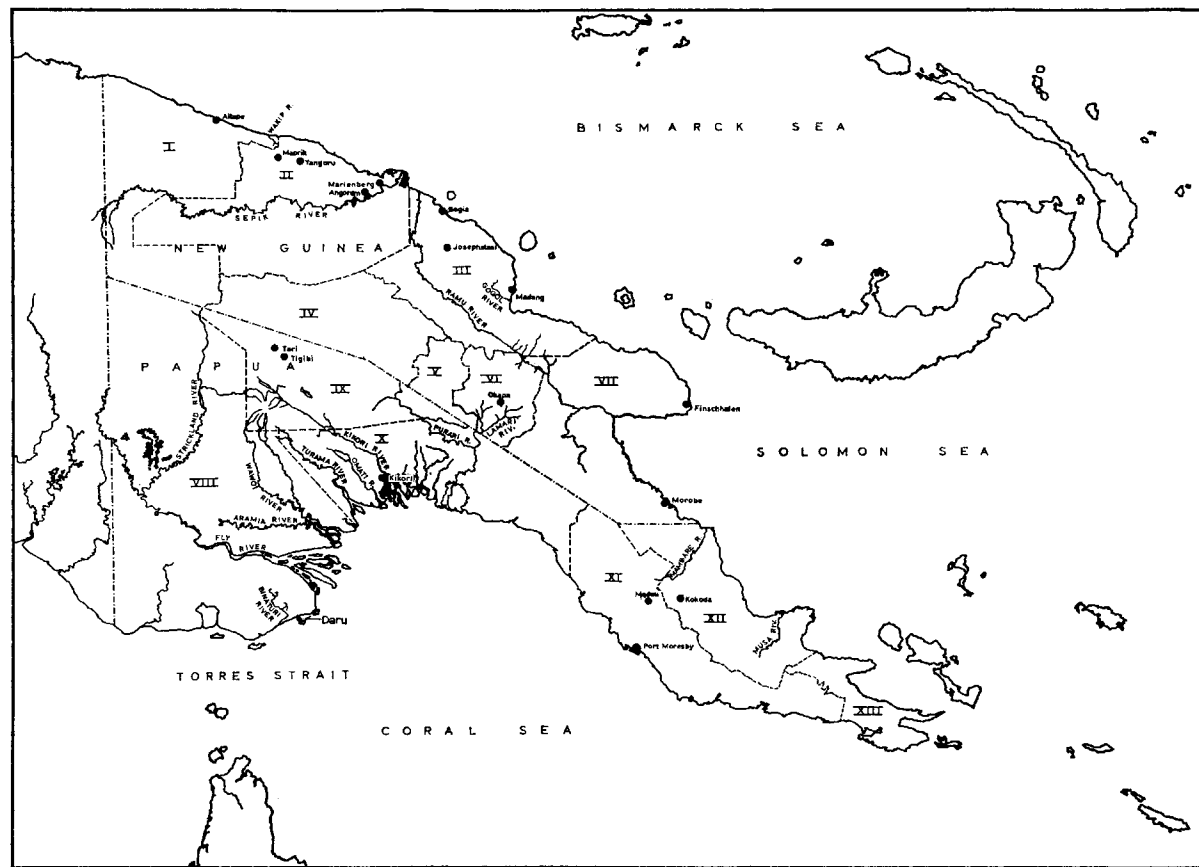 BISMARCK SEA
Aitape
WAKIP R.
I
Maprik
Yangoru
II
Marienberg
Angoram
SEPIK RIVER
Bogia
NEW GUINEA
Josephstaal
III
GOGOL RIVER
Madang
RAMU RIVER
IV
Tari
Tigibi
PAPUA
V
VI
VII
IX
Okapa
Finschhafen
LAMARI RIV.
PURARI R.
X
KIKORI RIVER
STRICKLAND RIVER
SOLOMON SEA
TURAMA RIVER
OMATI R.
Kikori
VIII
WAWOI RIVER
Morobe
ARAMIA RIVER
FLY RIVER
MAMBARE R.
XI
Kokoda
XII
BINATURI RIVER
Daru
MUSA RIV.
Port Moresby
TORRES STRAIT
XIII
CORAL SEA